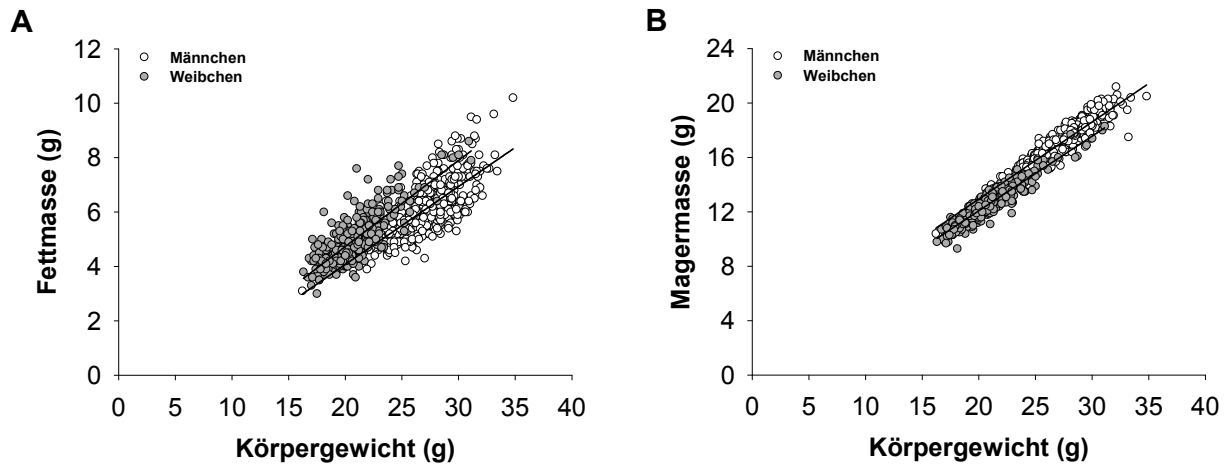 A
Fettmasse (g)
12
10
8
6
4
2
0
Männchen
Weibchen
0 5 10 15 20 25 30 35 40
Körpergewicht (g)
B
Magermasse (g)
24
20
16
12
8
4
0
Männchen
Weibchen
0 5 10 15 20 25 30 35 40
Körpergewicht (g)